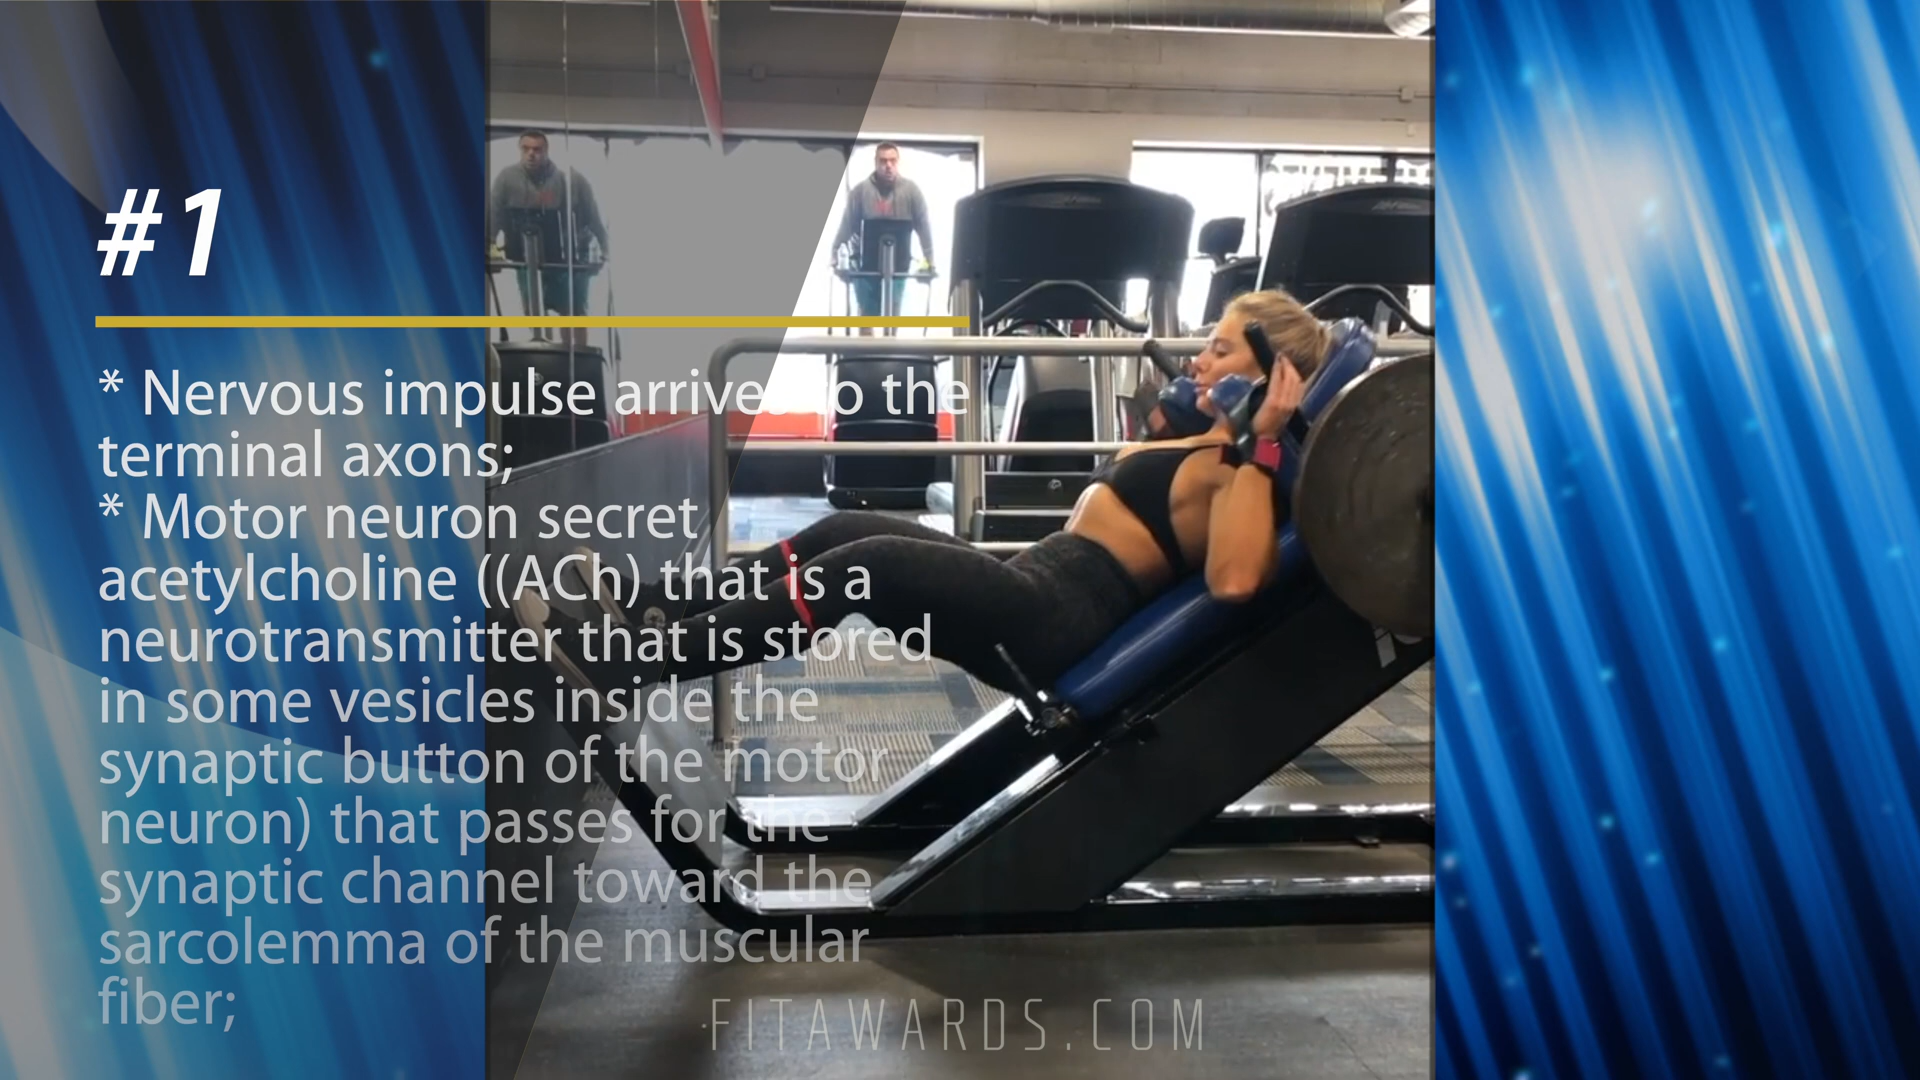 #1
* Nervous impulse arrives to the
terminal axons;
* Motor neuron secret
acetylcholine ((ACh) that is a
neurotransmitter that is stored
in some vesicles inside the
synaptic button of the motor
neuron) that passes for the
synaptic channel toward the
sarcolemma of the muscular
fiber;
FITAWARDS.COM